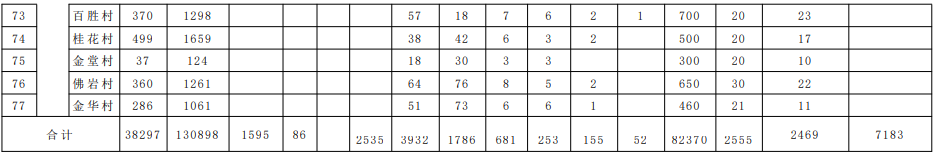 73 百胜村 370 1298 57 18 7 6 2 1 700 20 23
74 桂花村 499 1659 38 42 6 3 2 500 20 17
75 金堂村 37 124 18 30 3 3 300 20 10
76 佛岩村 360 1261 64 76 8 5 2 650 30 22
77 金华村 286 1061 51 73 6 6 1 460 21 11
合计 38297 130898 1595 86 2535 3932 1786 681 253 155 52 82370 2555 2469 7183